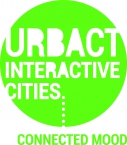 URBACT
INTERACTIVE
CITIES.
CONNECTED MOOD